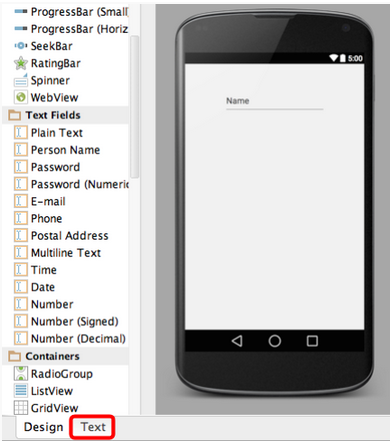 ProgressBar (Small)
ProgressBar (Horiz
SeekBar
RatingBar
Spinner
WebView
Text Fields
Plain Text
Person Name
Password
Password (Numeric
E-mail
Phone
Postal Address
Multiline Text
Time
Date
Number
Number (Signed)
Number (Decimal)
Containers
RadioGroup
ListView
GridView
Design
Text
5:00
Name